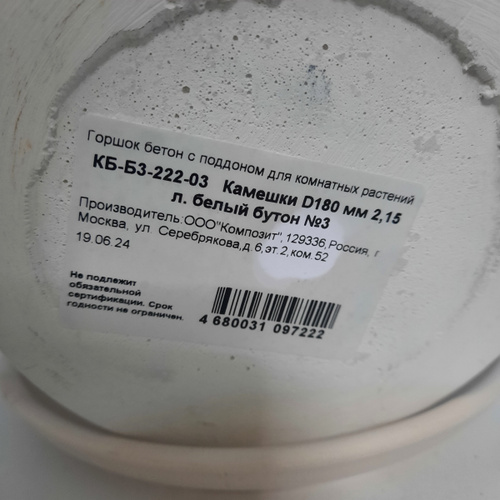 Горшок бетон с поддоном для комнатных растений
КБ-БЗ-222-03 Камешки D180 мм 2,15
л. белый бутон №3
Производитель:ООО"Композит",129336,Россия, г
Москва, ул. Серебрякова,д.6,эт.2,ком.52
19.06.24
Не подлежит
обязательной
сертификации. Срок
годности не ограничен.
4 680031 097222